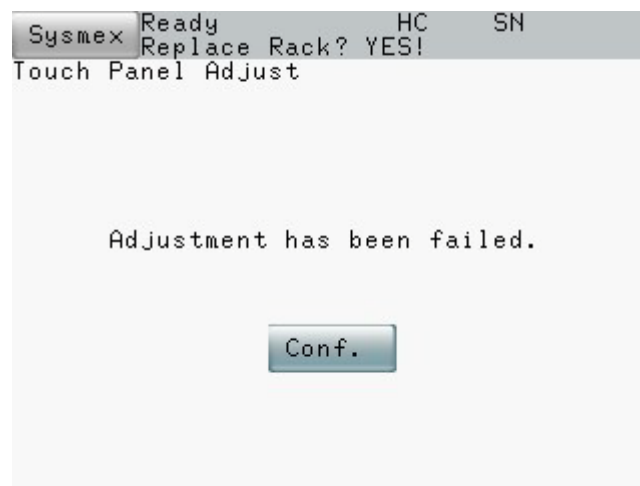 Sysmex Ready HC SN
Replace Rack? YES!
Touch Panel Adjust
Adjustment has been failed.
Conf.